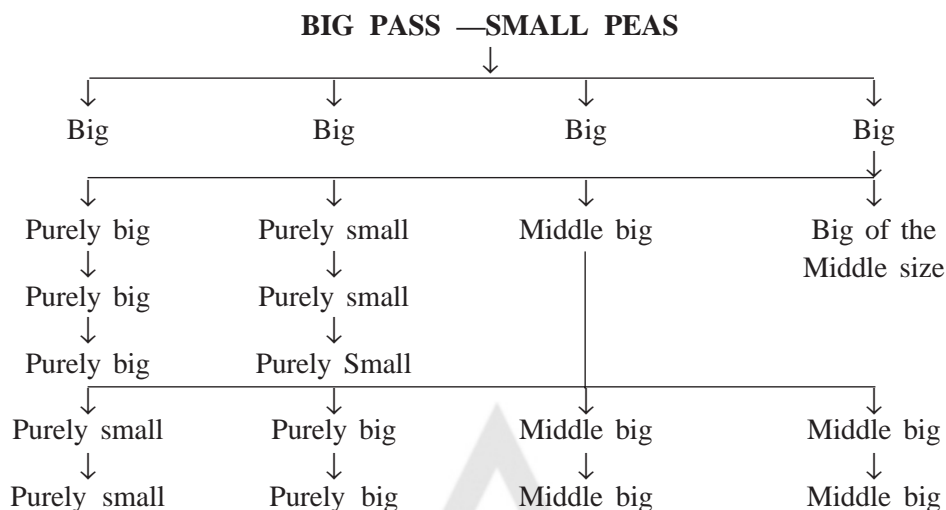 BIG PASS —SMALL PEAS
Big Big Big Big
Purely big Purely small Middle big Big of the
Middle size
Purely big Purely small
Purely big Purely Small
Purely small Purely big Middle big Middle big
Purely small Purely big Middle big Middle big